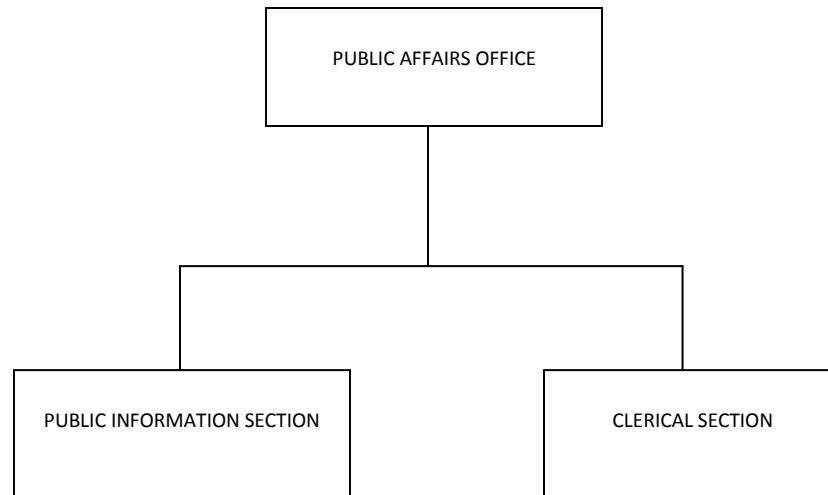 PUBLIC AFFAIRS OFFICE
PUBLIC INFORMATION SECTION
CLERICAL SECTION